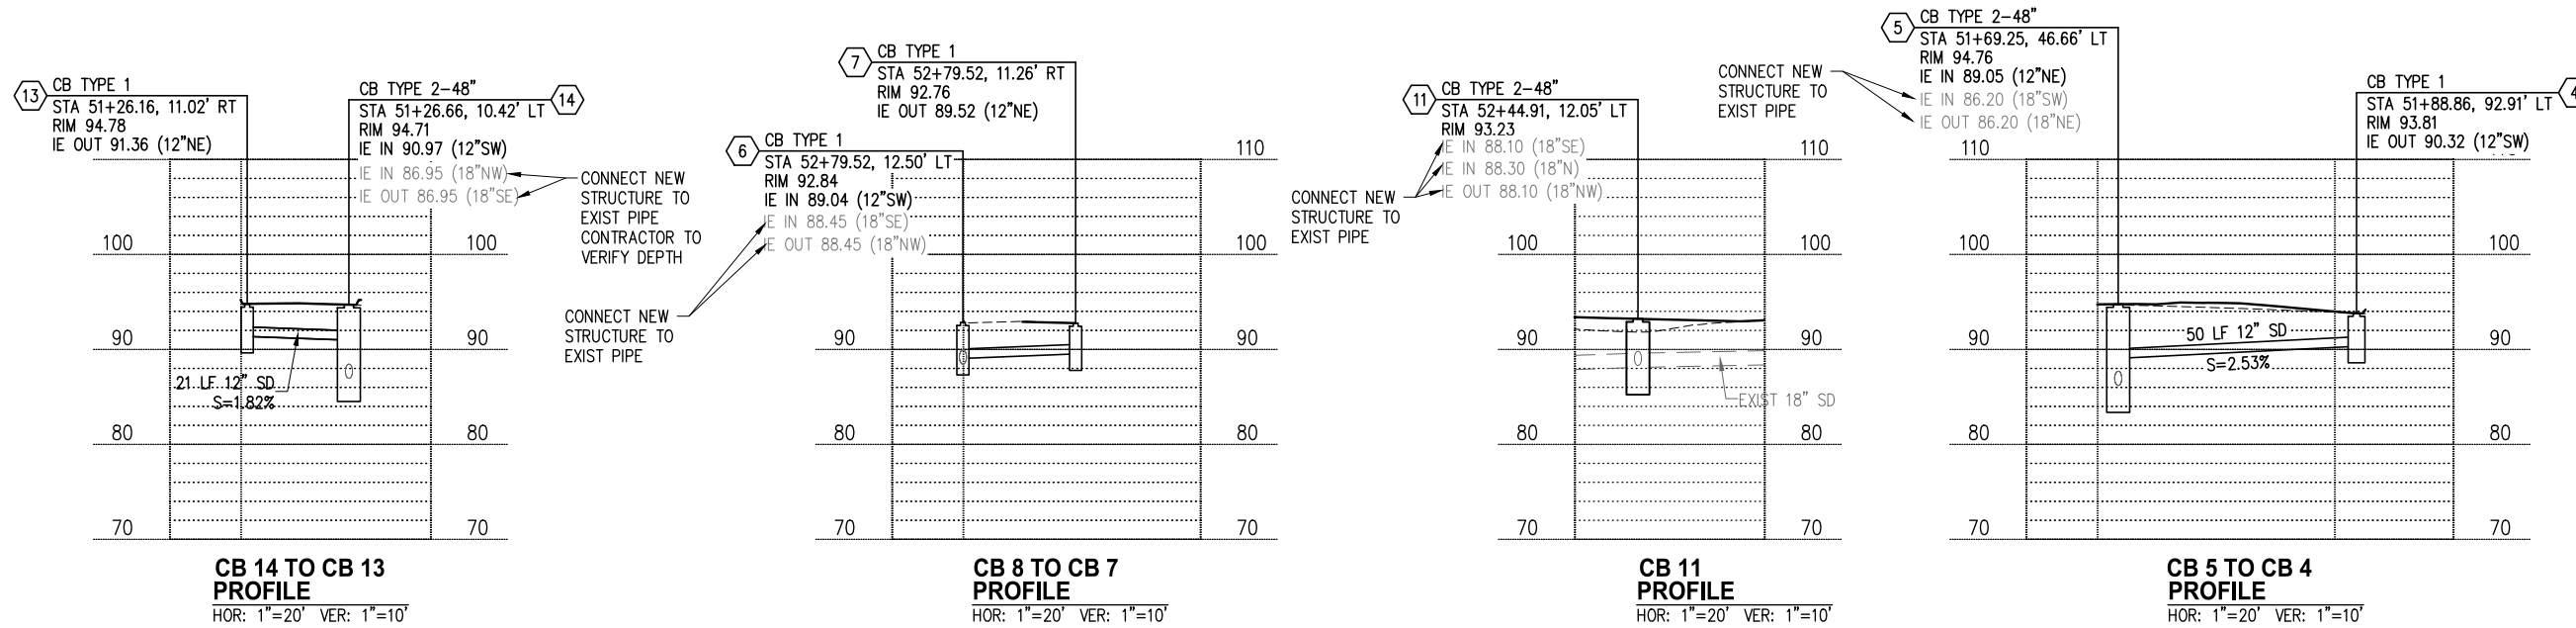 13
CB TYPE 1
STA 51+26.16, 11.02' RT
RIM 94.78
IE OUT 91.36 (12"NE)
CB TYPE 2-48"
14
STA 51+26.66, 10.42' LT
RIM 94.71
IE IN 90.97 (12"SW)
IE IN 86.95 (18"NW)
IE OUT 86.95 (18"SE)
CONNECT NEW
STRUCTURE TO
EXIST PIPE
CONTRACTOR TO
VERIFY DEPTH
100
100
90
90
21 LF 12" SD
S=1.82%
80
80
70
70
CB 14 TO CB 13
PROFILE
HOR: 1"=20' VER: 1"=10'
7
CB TYPE 1
STA 52+79.52, 11.26' RT
RIM 92.76
IE OUT 89.52 (12"NE)
6
CB TYPE 1
STA 52+79.52, 12.50' LT
RIM 92.84
IE IN 89.04 (12"SW)
IE IN 88.45 (18"SE)
IE OUT 88.45 (18"NW)
CONNECT NEW
STRUCTURE TO
EXIST PIPE
110
100
90
90
80
80
70
70
CB 8 TO CB 7
PROFILE
HOR: 1"=20' VER: 1"=10'
11
CB TYPE 2-48"
STA 52+44.91, 12.05' LT
RIM 93.23
IE IN 88.10 (18"SE)
IE IN 88.30 (18"N)
IE OUT 88.10 (18"NW)
CONNECT NEW
STRUCTURE TO
EXIST PIPE
110
100
100
90
90
EXIST 18" SD
80
80
70
70
CB 11
PROFILE
HOR: 1"=20' VER: 1"=10'
5
CB TYPE 2-48"
STA 51+69.25, 46.66' LT
RIM 94.76
IE IN 89.05 (12"NE)
IE IN 86.20 (18"SW)
IE OUT 86.20 (18"NE)
CONNECT NEW
STRUCTURE TO
EXIST PIPE
CB TYPE 1
4
STA 51+88.86, 92.91' LT
RIM 93.81
IE OUT 90.32 (12"SW)
110
100
100
90
90
50 LF 12" SD
S=2.53%
80
80
70
70
CB 5 TO CB 4
PROFILE
HOR: 1"=20' VER: 1"=10'